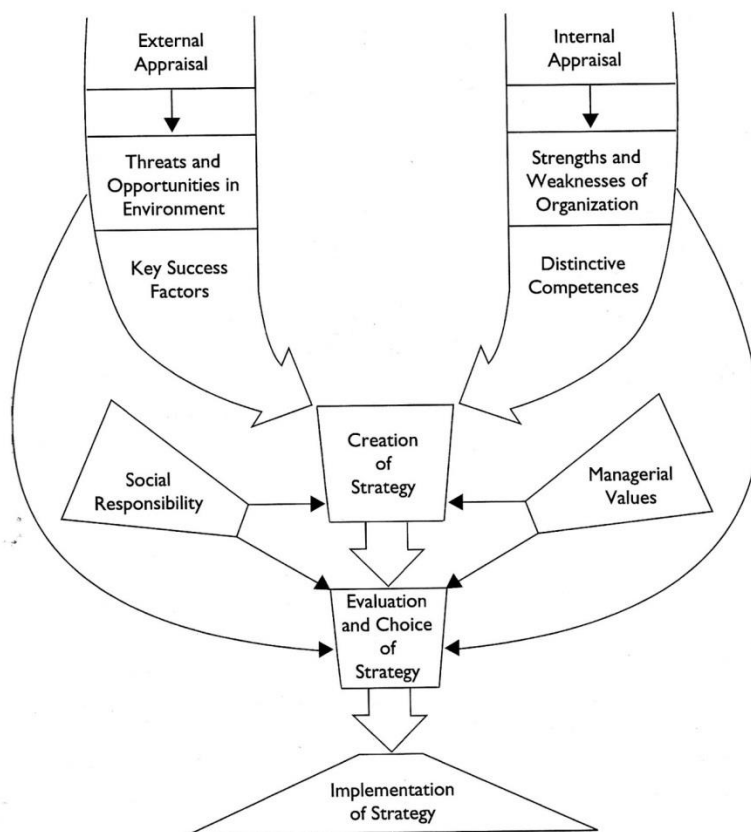 External
Appraisal
Internal
Appraisal
Threats and
Opportunities in
Environment
Strengths and
Weaknesses of
Organization
Key Success
Factors
Distinctive
Competences
Creation
of
Strategy
Social
Responsibility
Managerial
Values
Evaluation
and Choice
of
Strategy
Implementation
of Strategy